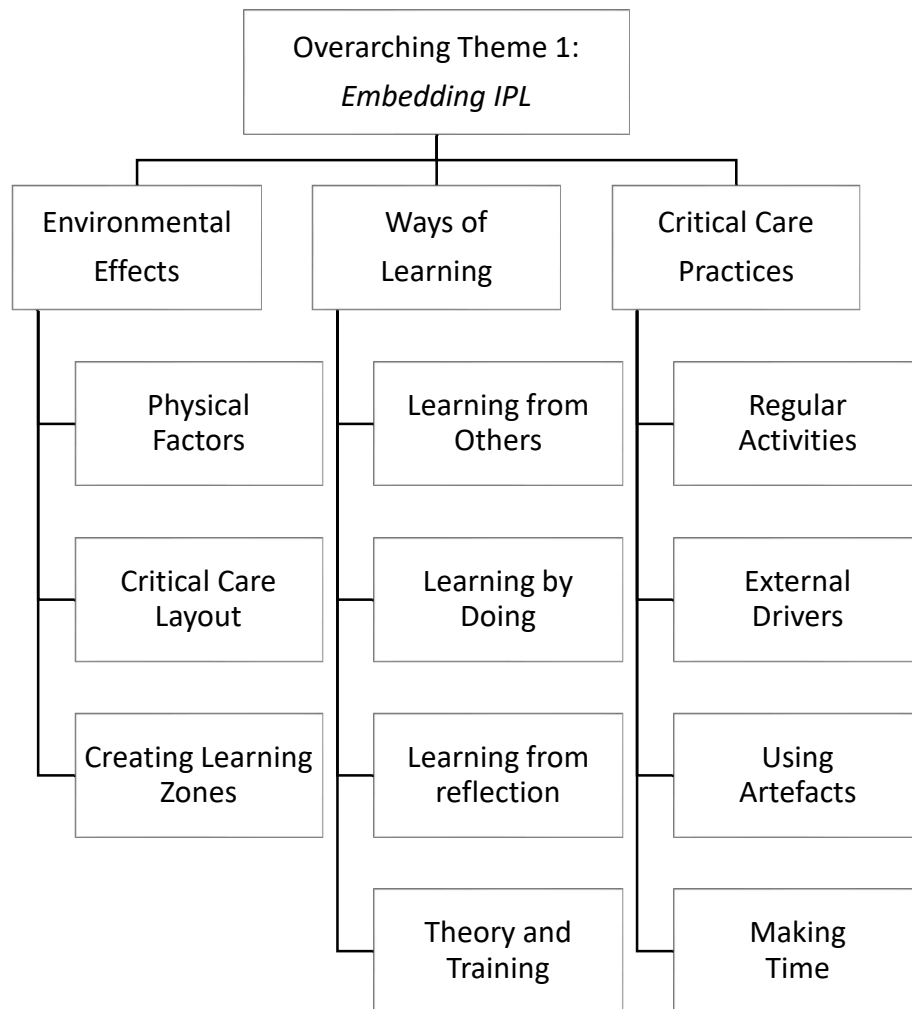 Overarching Theme 1:
Embedding IPL
Environmental
Effects
Ways of
Learning
Critical Care
Practices
Physical
Factors
Critical Care
Layout
Creating Learning
Zones
Learning from
Others
Learning by
Doing
Learning from
reflection
Theory and
Training
Regular
Activities
External
Drivers
Using
Artefacts
Making
Time